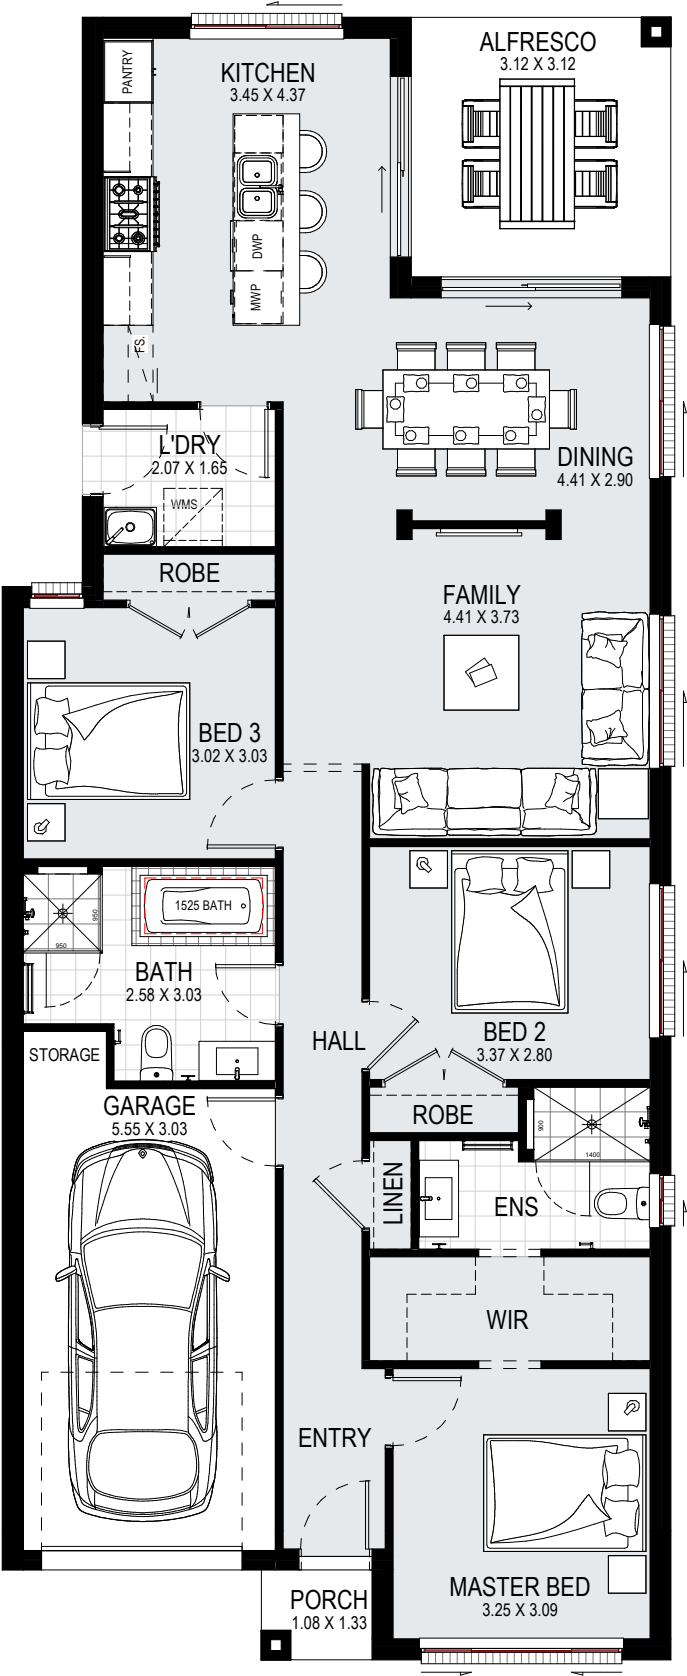 ALFRESCO
3.12 X 3.12
KITCHEN
3.45 X 4.37
PANTRY
DWP
MWP
FS.
L'DRY
2.07 X 1.65
WMS
DINING
4.41 X 2.90
ROBE
FAMILY
4.41 X 3.73
BED 3
3.02 X 3.03
1525 BATH
950
950
BATH
2.58 X 3.03
HALL
BED 2
3.37 X 2.80
STORAGE
GARAGE
5.55 X 3.03
ROBE
900
1400
LINEN
ENS
WIR
ENTRY
MASTER BED
3.25 X 3.09
PORCH
1.08 X 1.33